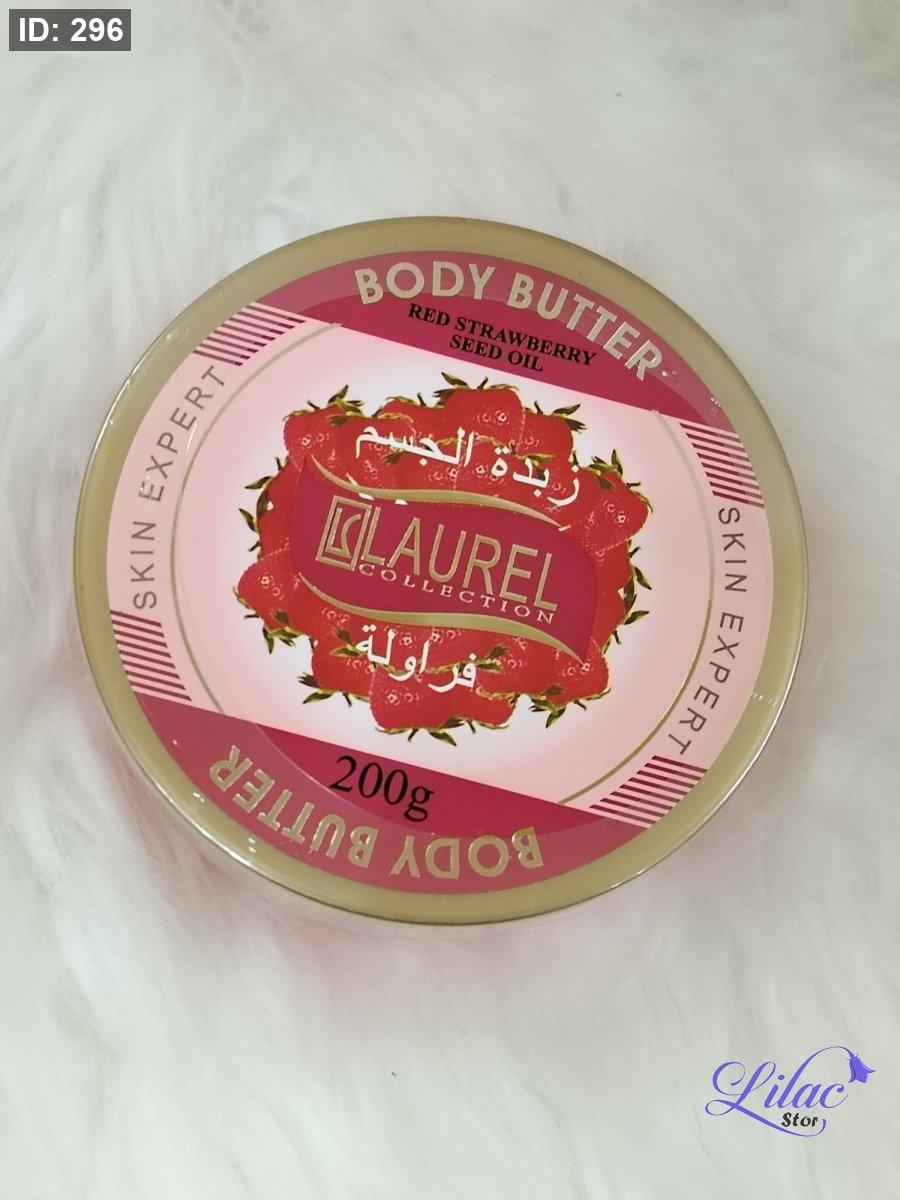 ID: 296
BODY BUTTER
RED STRAWBERRY
SEED OIL
SKIN EXPERT
زبدة الجسم
LAUREL
COLLECTION
فراولة
SKIN EXPERT
200g
BODY BUTTER
Lilac
Stor